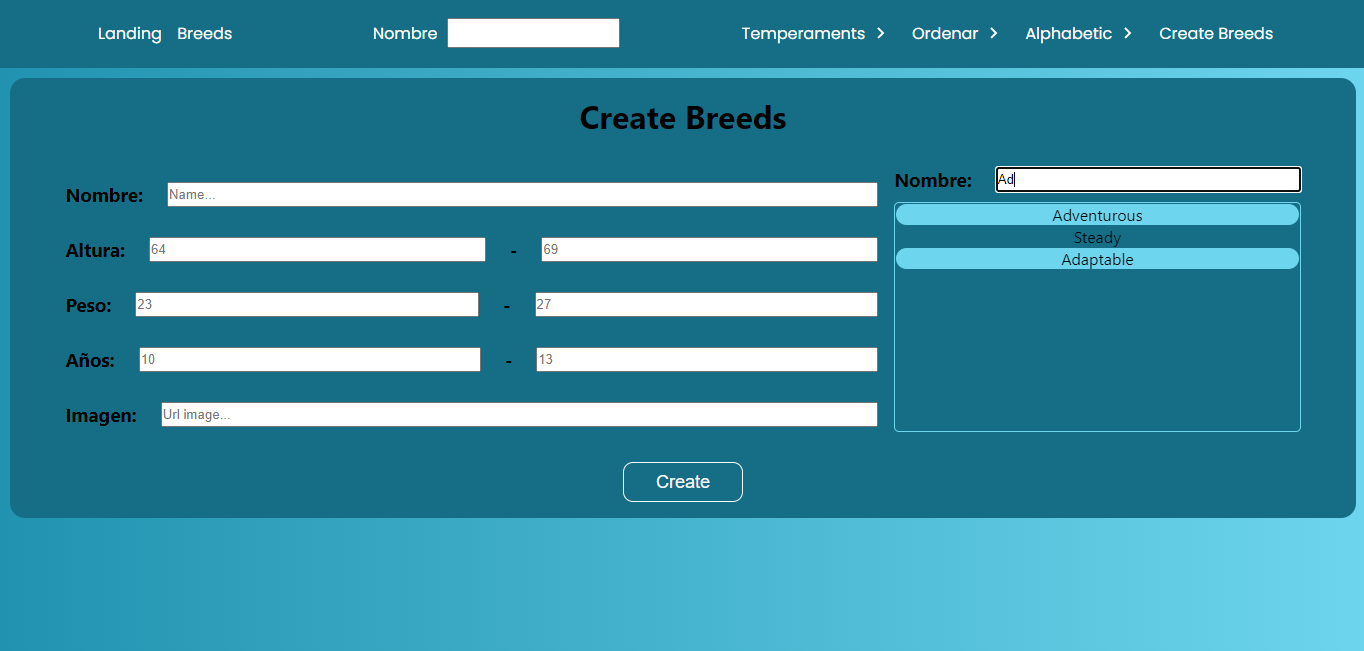 Landing Breeds Nombre Temperaments Ordenar Alphabetic Create Breeds
Create Breeds
Nombre: Name...
Altura: 64 - 69
Peso: 23 - 27
Años: 10 - 13
Imagen: Url image...
Nombre: Ad
Adventurous
Steady
Adaptable
Create